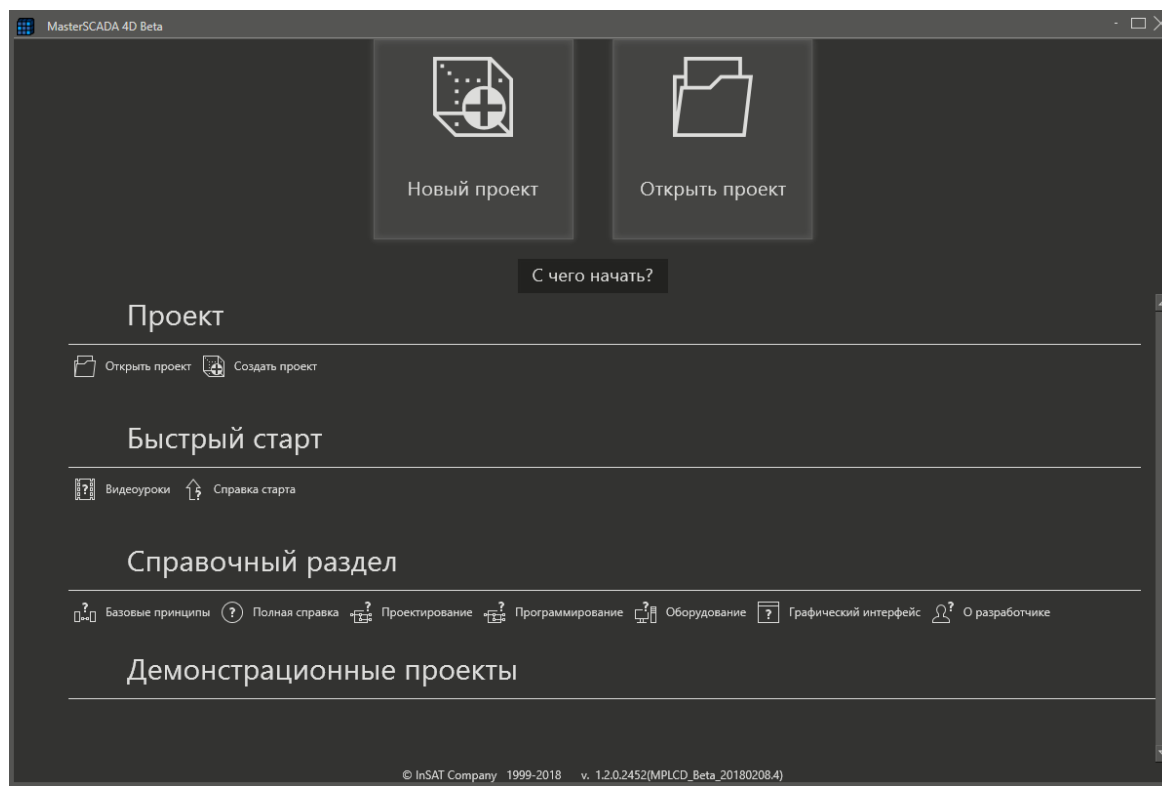 MasterSCADA 4D Beta
Новый проект
Открыть проект
С чего начать?
Проект
Открыть проект Создать проект
Быстрый старт
Видеоуроки Справка старта
Справочный раздел
Базовые принципы Полная справка Проектирование Программирование Оборудование Графический интерфейс О разработчике
Демонстрационные проекты
© InSAT Company 1999-2018 v. 1.2.0.2452(MPLCD_Beta_20180208.4)